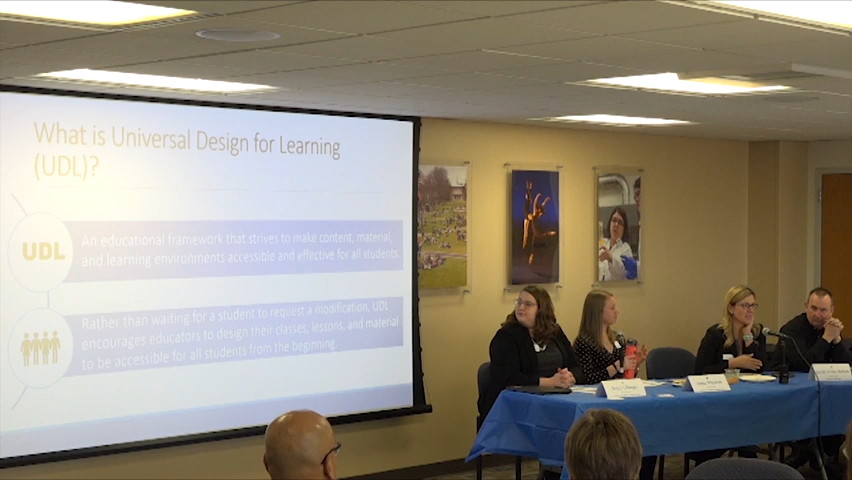 What is Universal Design for Learning
(UDL)?
UDL
An educational framework that strives to make content, material,
and learning environments accessible and effective for all students.
Rather than waiting for a student to request a modification, UDL
encourages educators to design their classes, lessons, and material
to be accessible for all students from the beginning.